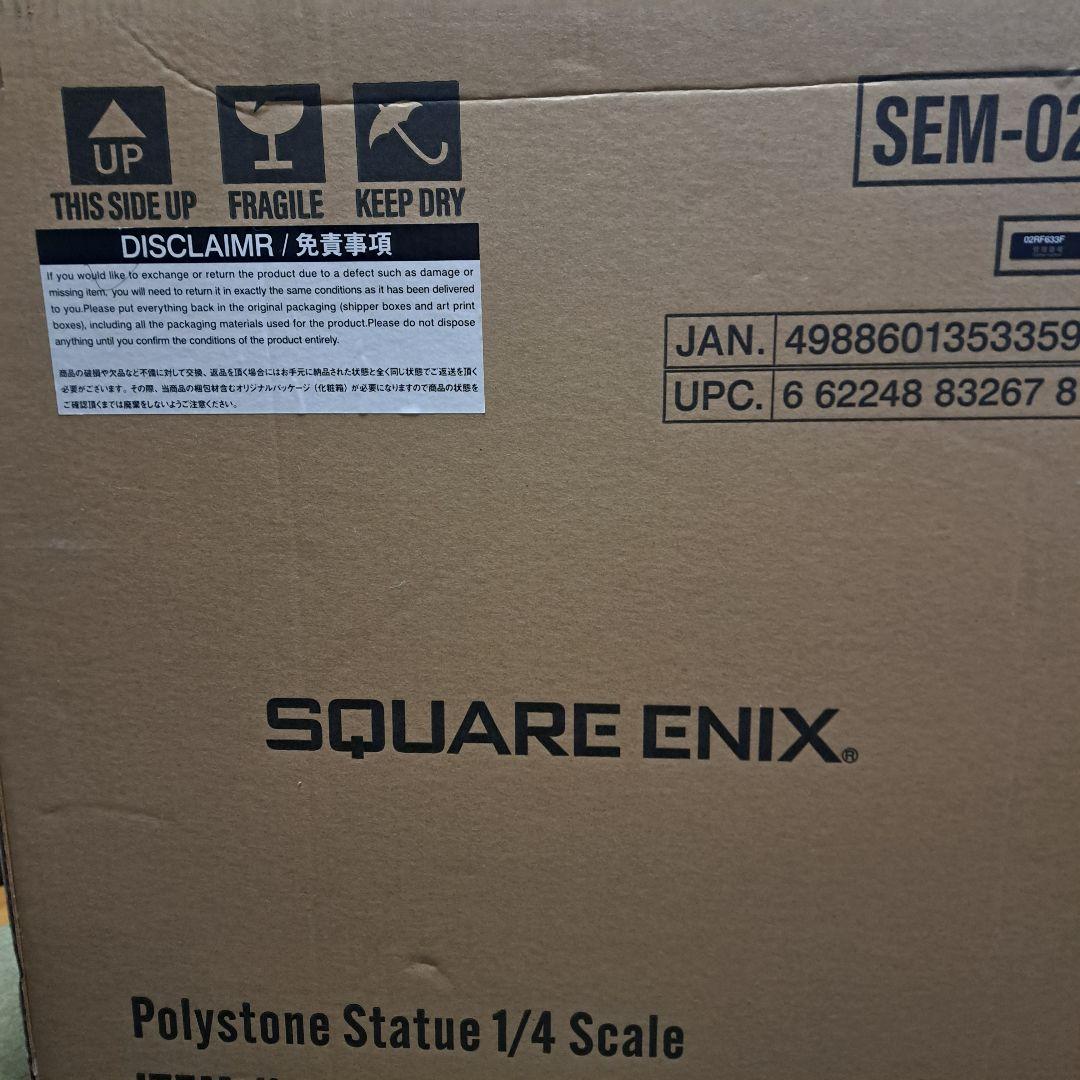 UP
THIS SIDE UP
FRAGILE
KEEP DRY
SEM-02
02RF633F
管理番号
DISCLAIMR / 免責事項
If you would like to exchange or return the product due to a defect such as damage or
missing item, you will need to return it in exactly the same conditions as it has been delivered
to you.Please put everything back in the original packaging (shipper boxes and art print
boxes), including all the packaging materials used for the product.Please do not dispose
anything until you confirm the conditions of the product entirely.
商品の破損や欠品など不備に対して交換、返品を頂く場合にはお手元に納品された状態と全く同じ状態でご返送を頂く
必要がございます。その際、当商品の梱包材含むオリジナルパッケージ（化粧箱）が必要になりますので商品の状態を
ご確認頂くまでは廃棄をしないようご注意ください。
JAN. 4988601353359
UPC. 6 62248 83267 8
SQUARE ENIX®
Polystone Statue 1/4 Scale